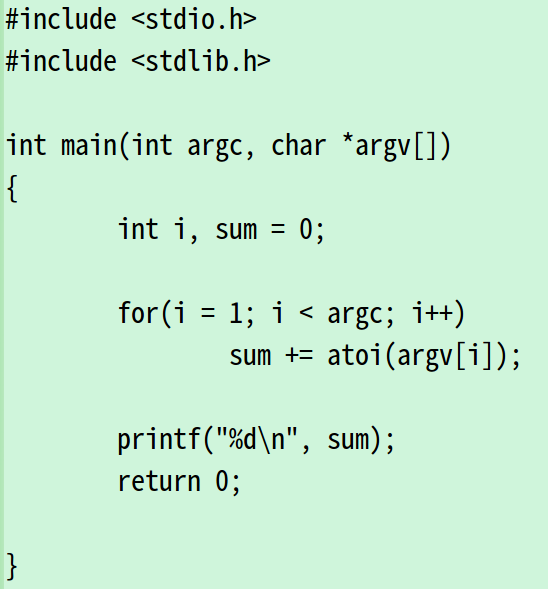 #include <stdio.h>
#include <stdlib.h>
int main(int argc, char *argv[])
{
int i, sum = 0;
for(i = 1; i < argc; i++)
sum += atoi(argv[i]);
printf("%d\n", sum);
return 0;
}